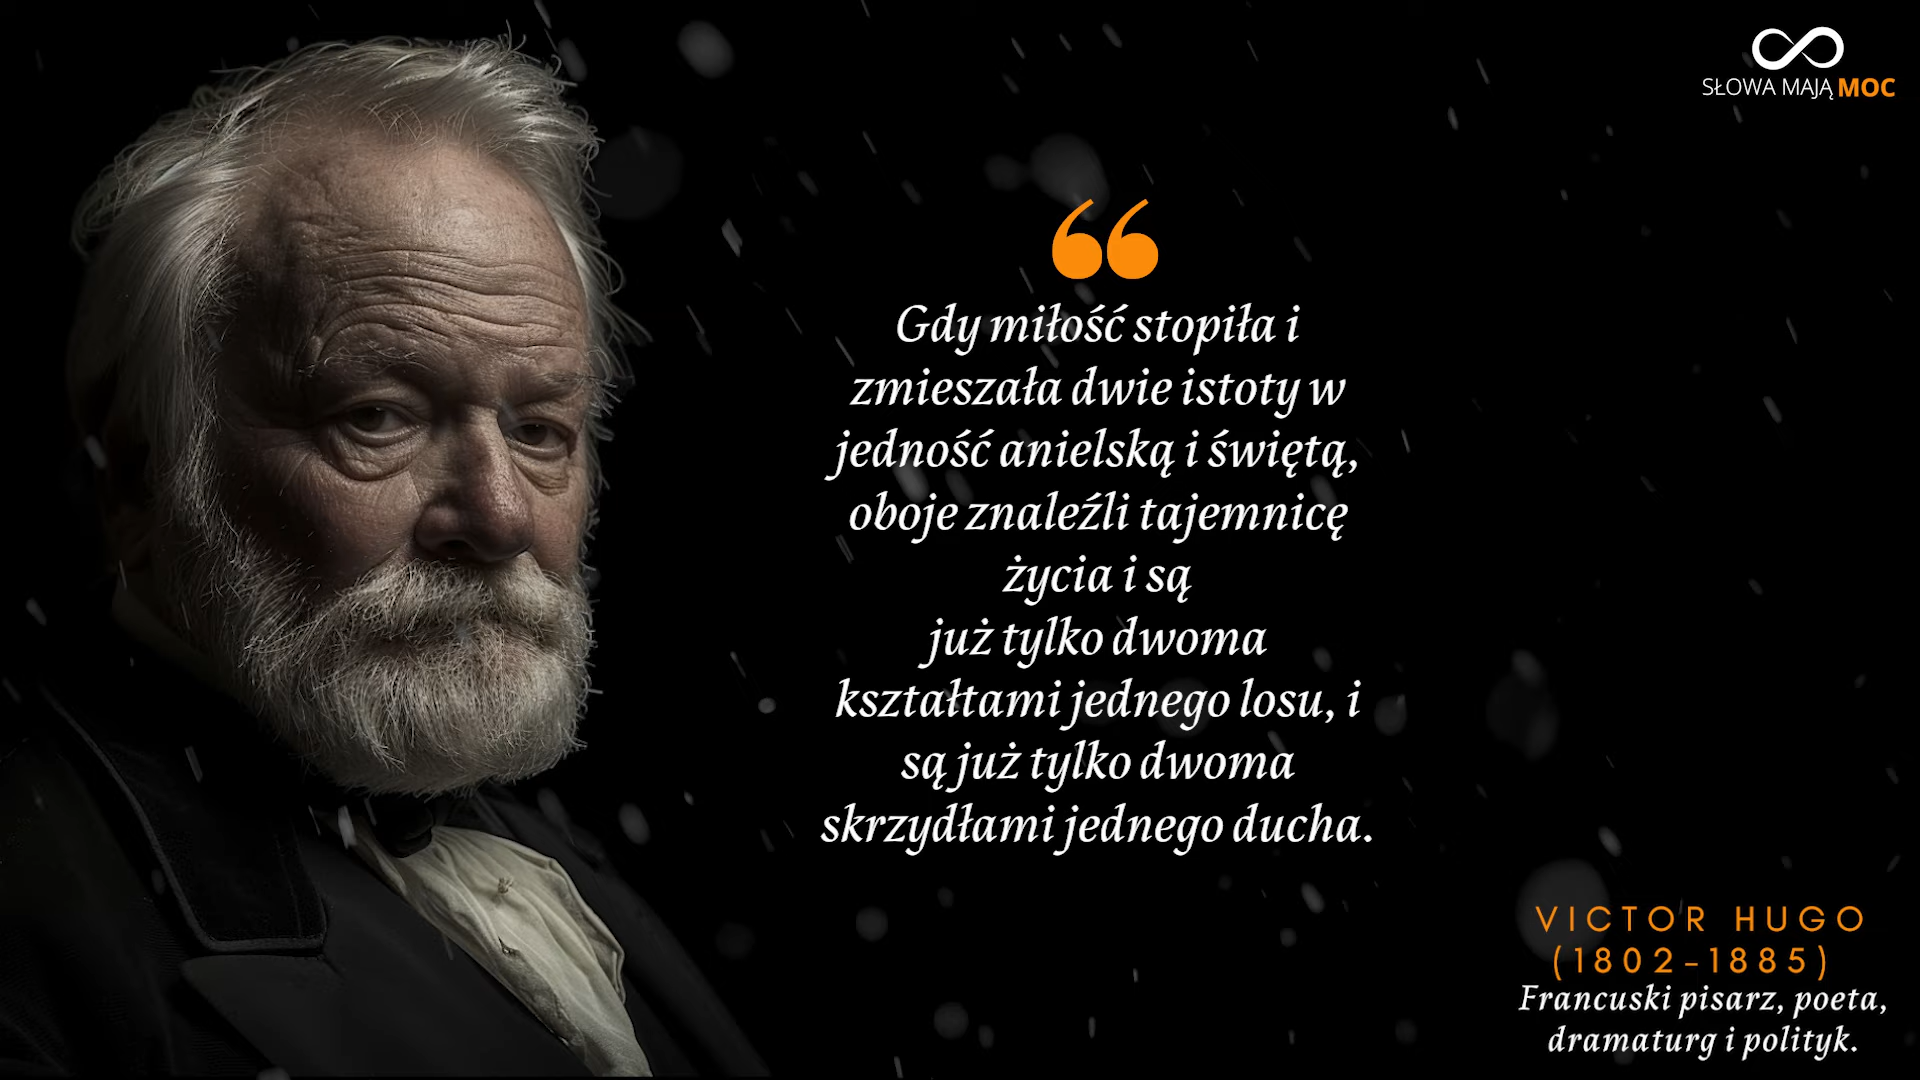 SŁOWA MAJĄ MOC
Gdy miłość stopiła i
zmieszała dwie istoty w
jedność anielską i świętą,
oboje znaleźli tajemnicę
życia i są
już tylko dwoma
kształtami jednego losu, i
są już tylko dwoma
skrzydłami jednego ducha.
VICTOR HUGO
(1802-1885)
Francuski pisarz, poeta,
dramaturg i polityk.